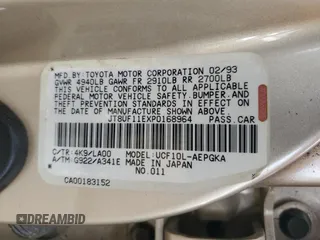 MFD. BY: TOYOTA MOTOR CORPORATION 02/93
GVWR 4940LB GAWR FR 2910LB RR 2700LB
THIS VEHICLE CONFORMS TO ALL APPLICABLE
FEDERAL MOTOR VEHICLE SAFETY, BUMPER, AND
THEFT PREVENTION STANDARDS IN EFFECT ON
THE DATE OF MANUFACTURE SHOWN ABOVE.
JT8UF11EXP0168964 PASS.CAR
C/TR: 4K9/LA00 MODEL: UCF10L-AEPGKA
A/TM: G922/A341E MADE IN JAPAN
NO.011
CA00183152
DREAMBID